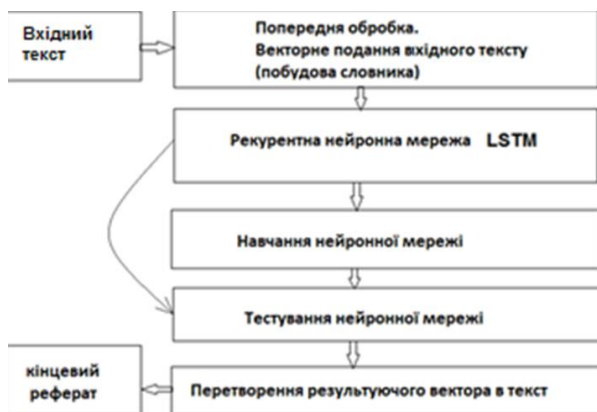 Вхідний
текст
Попередня обробка.
Векторне подання вхідного тексту
(побудова словника)
Рекурентна нейронна мережа LSTM
Навчання нейронної мережі
Тестування нейронної мережі
кінцевий
реферат
Перетворення результуючого вектора в текст